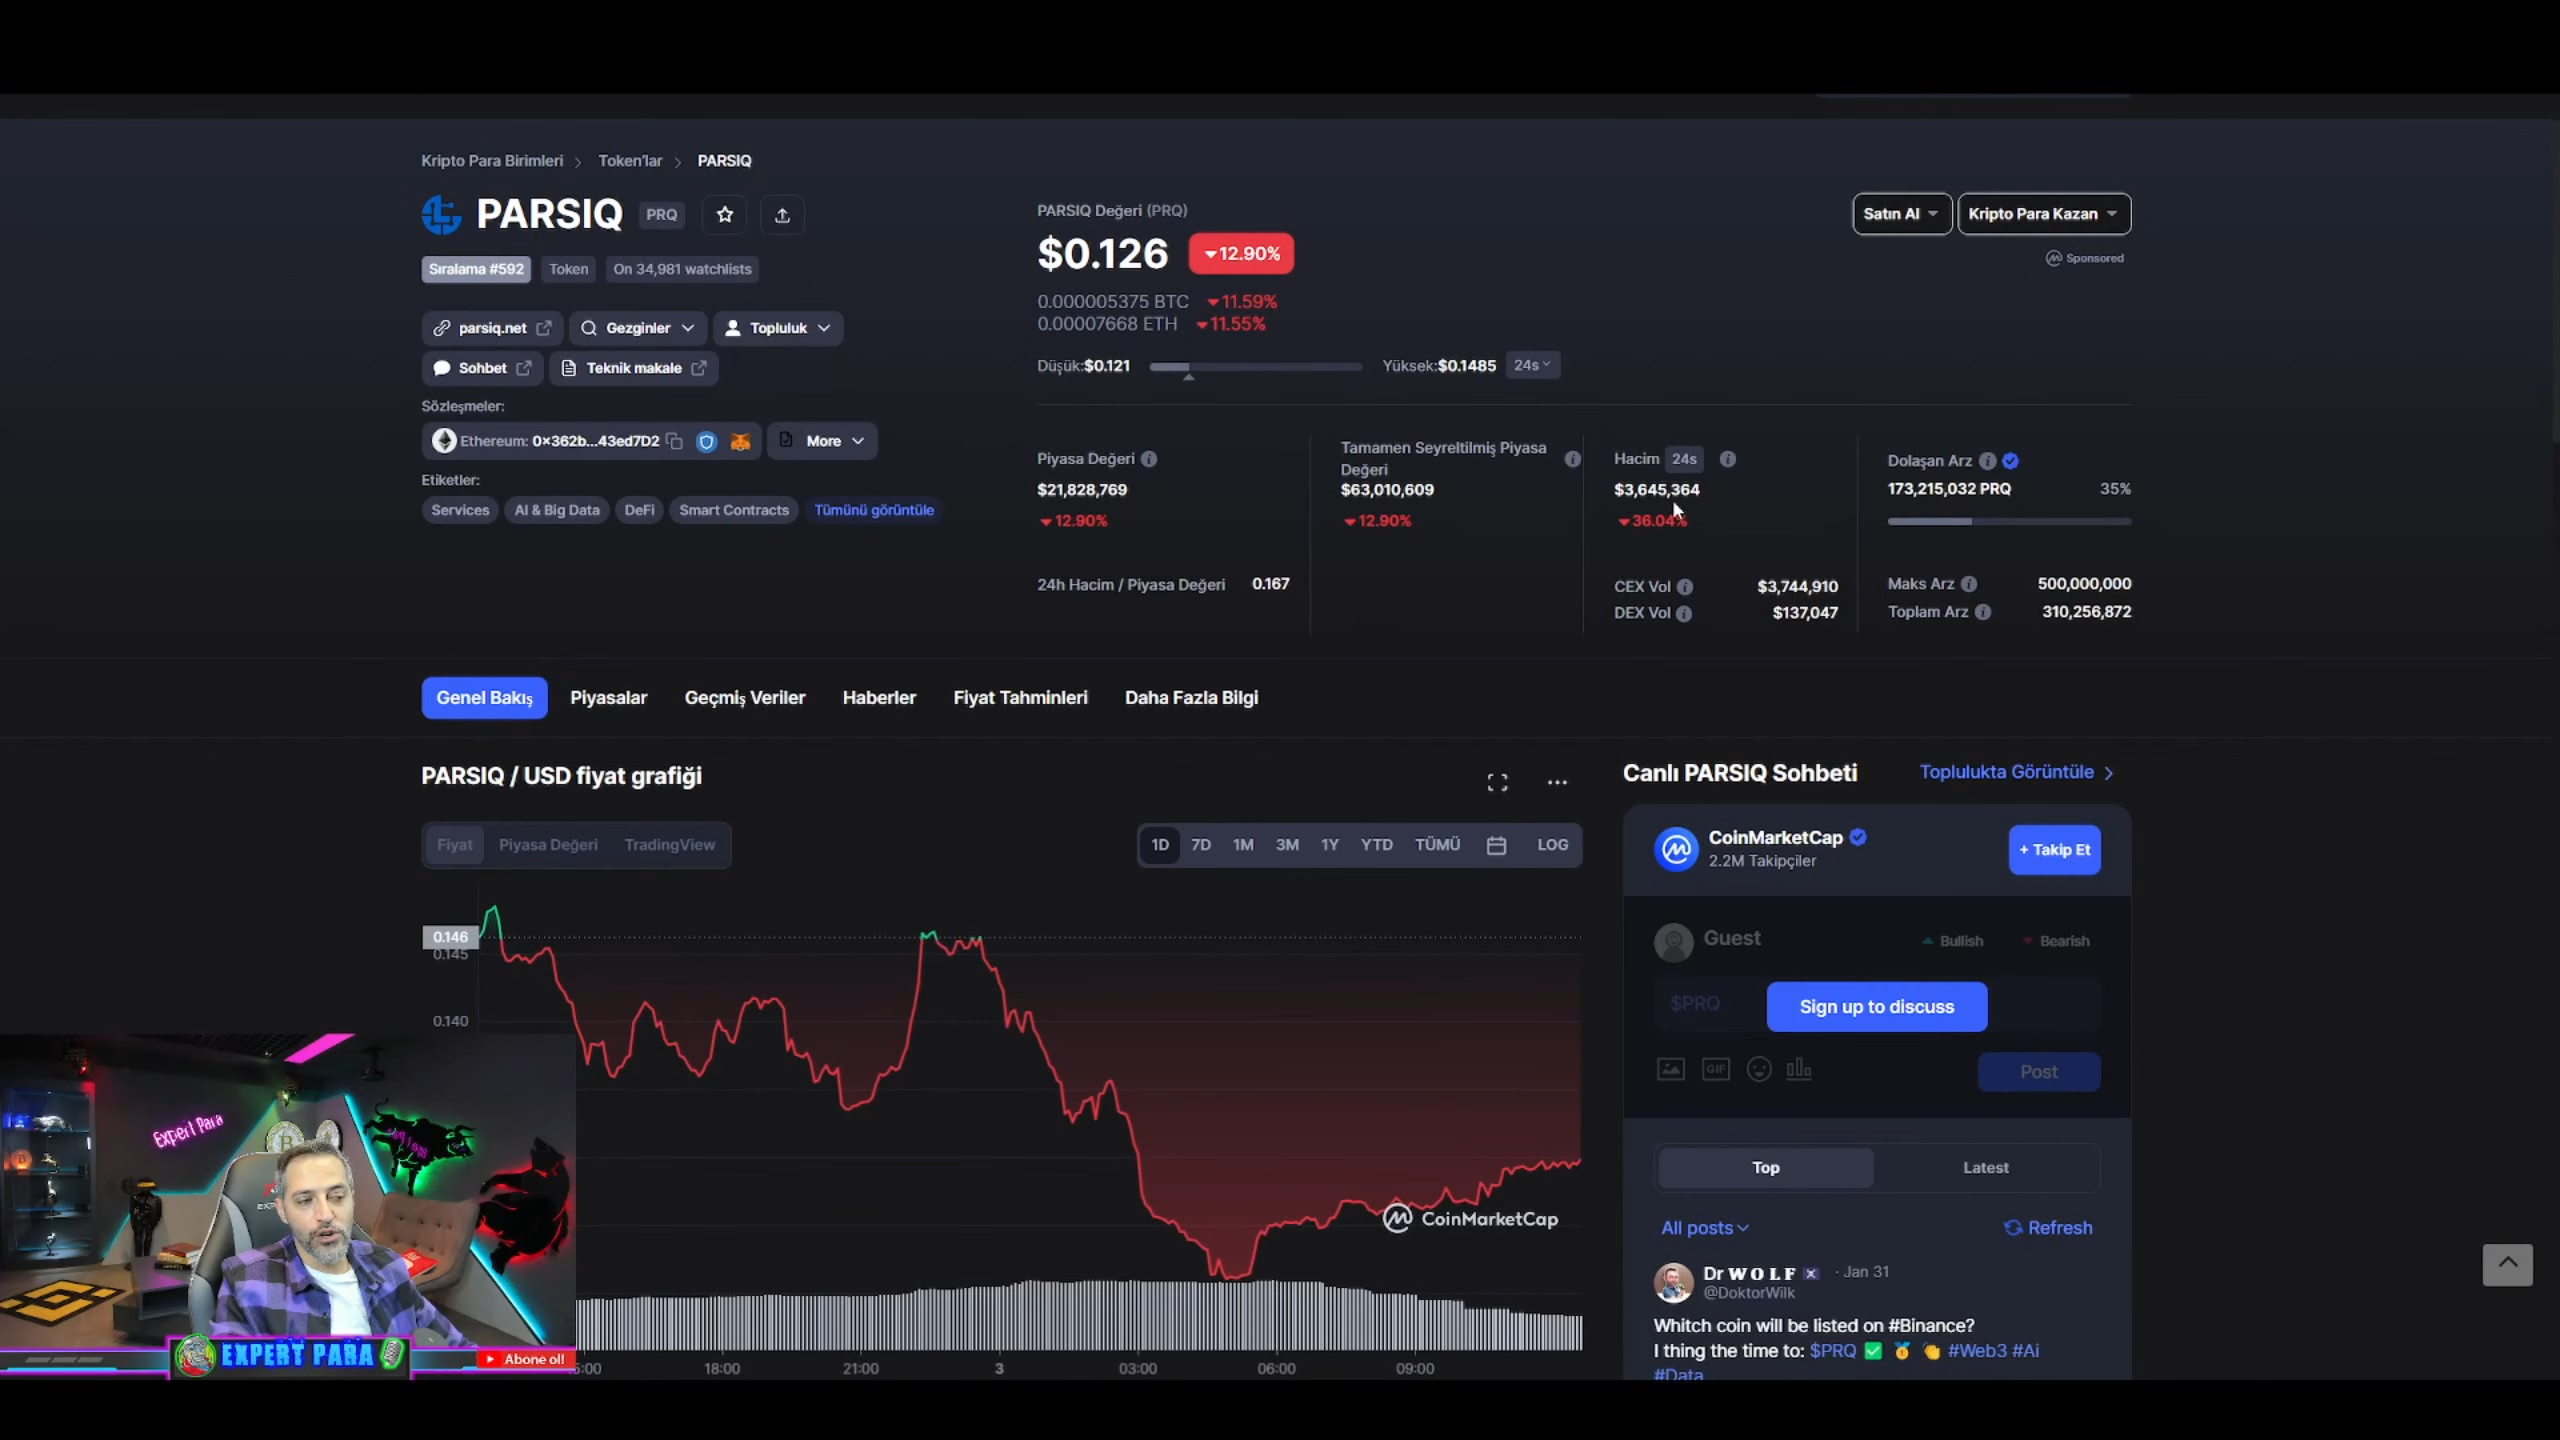 Kripto Para Birimleri > Token'lar > PARSIQ
PARSIQ PRQ
Sıralama #592 Token On 34,981 watchlists
parsiq.net Gezginler Topluluk
Sohbet Teknik makale
Sözleşmeler:
Ethereum: 0x362b...43ed7D2 More
Etiketler:
Services AI & Big Data DeFi Smart Contracts Tümünü görüntüle
PARSIQ Değeri (PRQ)
$0.126 12.90%
0.000005375 BTC 11.59%
0.00007668 ETH 11.55%
Düşük:$0.121 Yüksek:$0.1485 24s
Satın Al Kripto Para Kazan
Sponsored
Piyasa Değeri
$21,828,769
12.90%
24h Hacim / Piyasa Değeri 0.167
Tamamen Seyreltilmiş Piyasa
Değeri
$63,010,609
12.90%
Hacim 24s
$3,645,364
36.04%
CEX Vol $3,744,910
DEX Vol $137,047
Dolaşan Arz
173,215,032 PRQ 35%
Maks Arz 500,000,000
Toplam Arz 310,256,872
Genel Bakış Piyasalar Geçmiş Veriler Haberler Fiyat Tahminleri Daha Fazla Bilgi
PARSIQ / USD fiyat grafiği
Fiyat Piyasa Değeri TradingView
1D 7D 1M 3M 1Y YTD TÜMÜ LOG
0.146
0.145
0.140
CoinMarketCap
18:00 21:00 3 03:00 06:00 09:00
Canlı PARSIQ Sohbeti Toplulukta Görüntüle >
CoinMarketCap
2.2M Takipçiler
+ Takip Et
Guest Bullish Bearish
$PRQ
Sign up to discuss
GIF
Post
Top Latest
All posts Refresh
Dr W O L F · Jan 31
@DoktorWilk
Whitch coin will be listed on #Binance?
I thing the time to: $PRQ ✅ 🥇 👏 #Web3 #Ai
#Data
Expert Para
EXPERT PARA
Abone ol!